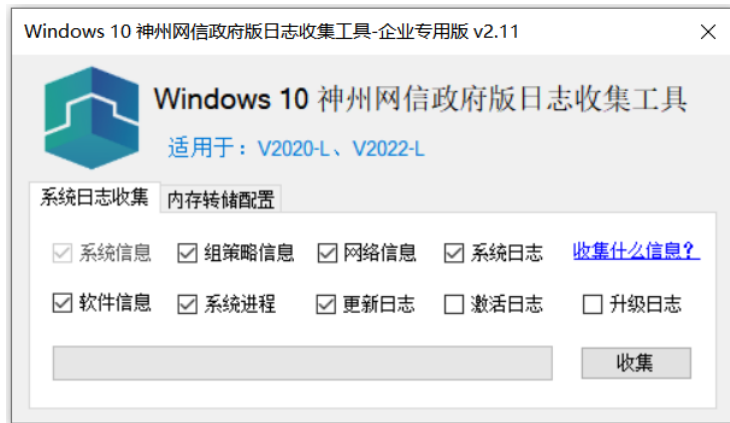 Windows 10 神州网信政府版日志收集工具-企业专用版 v2.11
Windows 10 神州网信政府版日志收集工具
适用于：V2020-L、V2022-L
系统日志收集 内存转储配置
系统信息 组策略信息 网络信息 系统日志 收集什么信息？
软件信息 系统进程 更新日志 激活日志 升级日志
收集